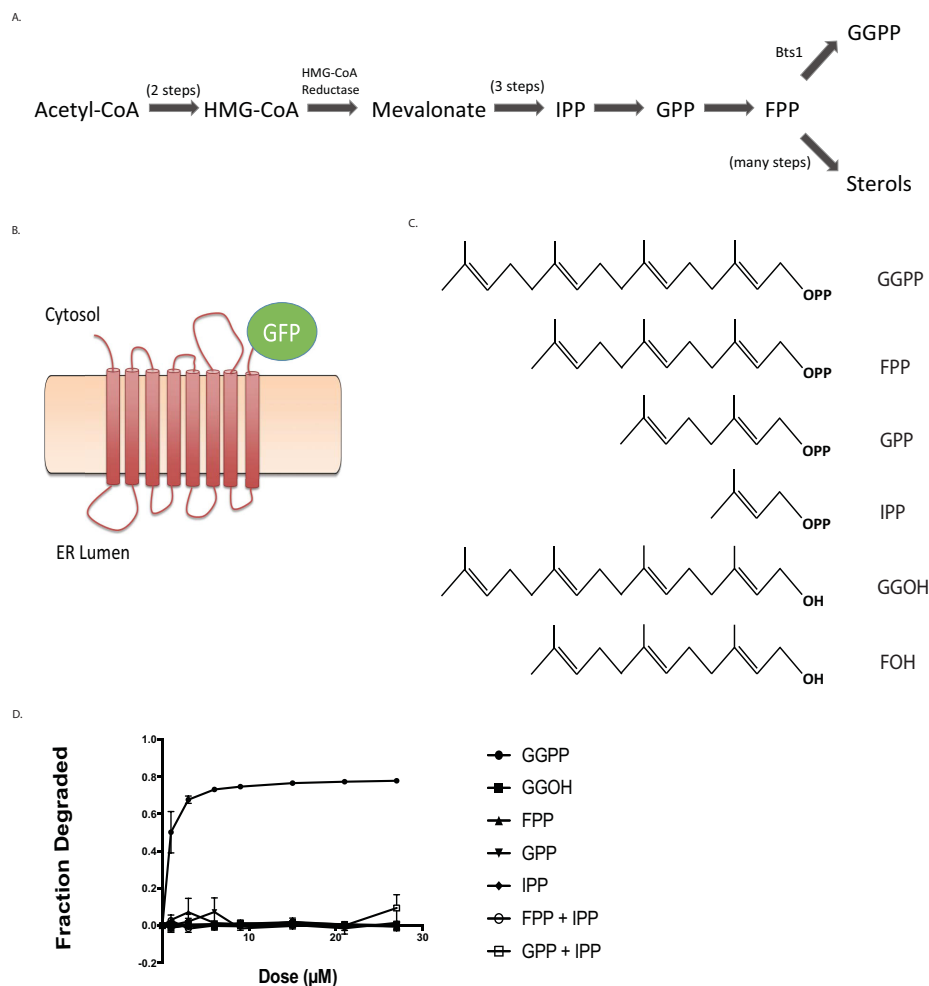 A.
GGPP
Bts1
HMG-CoA
Reductase
(2 steps)
(3 steps)
Acetyl-CoA
HMG-CoA
Mevalonate
IPP
GPP
FPP
(many steps)
Sterols
B.
Cytosol
GFP
ER Lumen
C.
OPP
GGPP
OPP
FPP
OPP
GPP
OPP
IPP
OH
GGOH
OH
FOH
D.
Fraction Degraded
1.0
0.8
0.6
0.4
0.2
0.0
-0.2
10
20
30
Dose (µM)
GGPP
GGOH
FPP
GPP
IPP
FPP + IPP
GPP + IPP